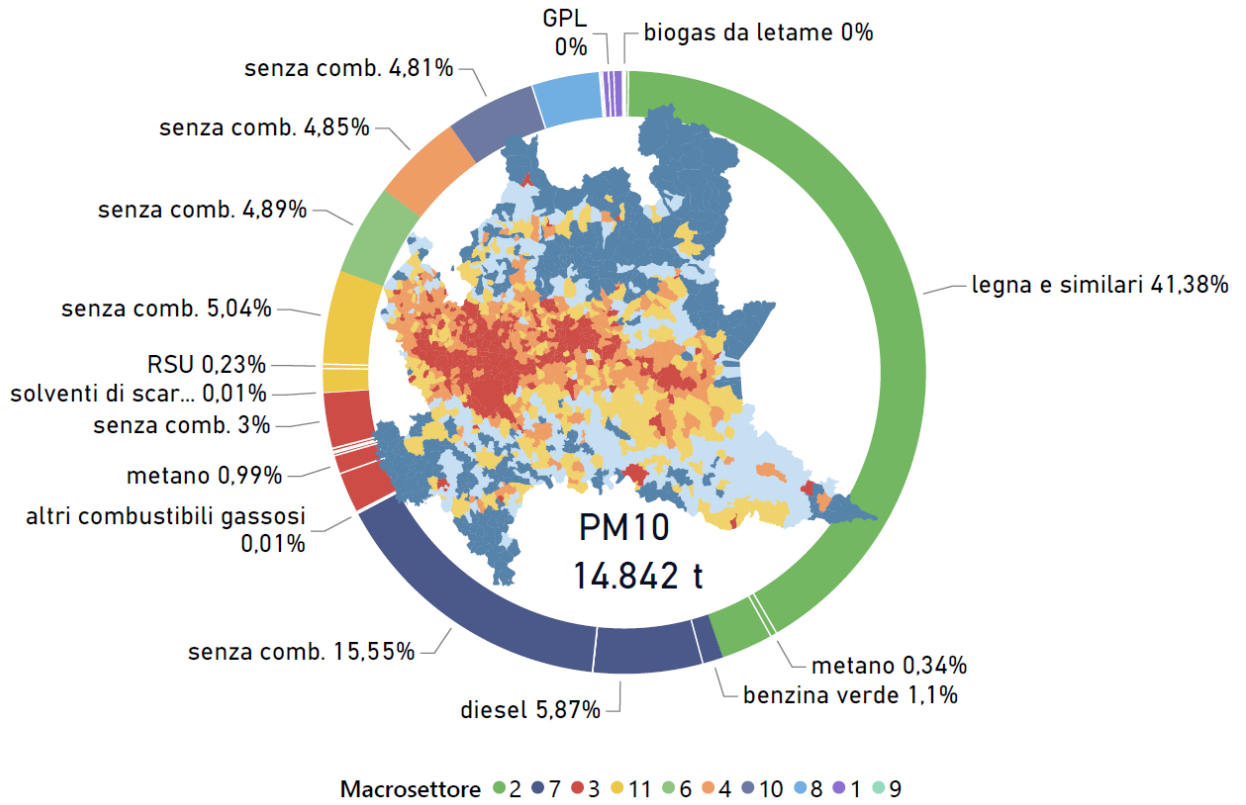 GPL
0%
biogas da letame 0%
senza comb. 4,81%
senza comb. 4,85%
senza comb. 4,89%
legna e similari 41,38%
senza comb. 5,04%
RSU 0,23%
solventi di scar... 0,01%
senza comb. 3%
metano 0,99%
altri combustibili gassosi
0,01%
PM10
14.842 t
senza comb. 15,55%
metano 0,34%
benzina verde 1,1%
diesel 5,87%
Macrosettore 2 7 3 11 6 4 10 8 1 9